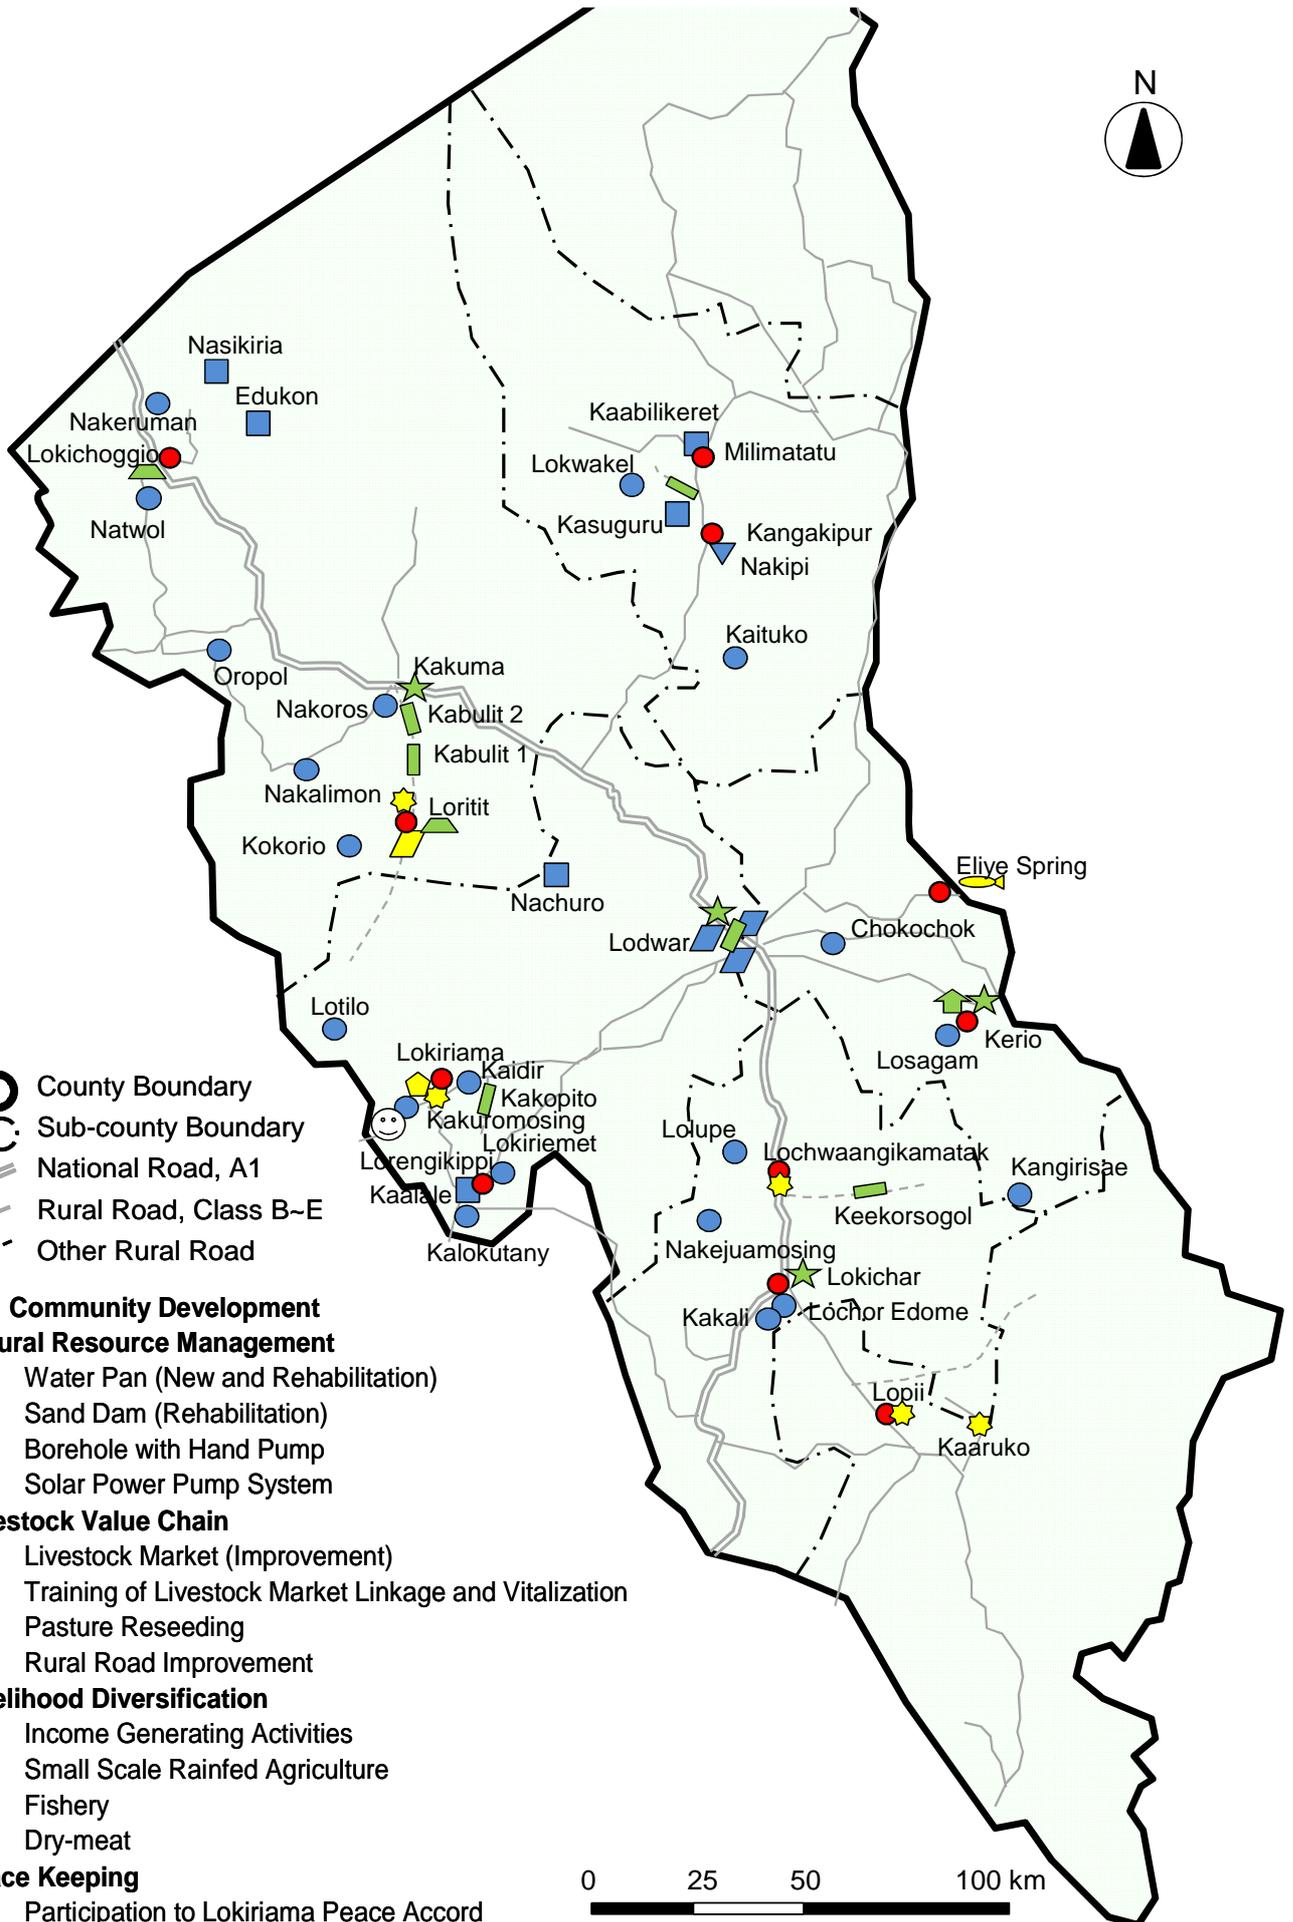 N
Nasikiria
Edukon
Nakeruman
Lokichoggio
Natwol
Kaabilikeret
Milimatatu
Lokwakel
Kasuguru
Kangakipur
Nakipi
Kaituko
Oropol
Kakuma
Nakoros
Kabulit 2
Kabulit 1
Nakalimon
Loritit
Kokorio
Nachuro
Eliye Spring
Chokochok
Lodwar
Kerio
Losagam
Lotilo
Lokiriama
Kaidir
Kakopito
Kakuromosing
Lokiriemet
Lorengikippi
Kaalale
Kalokutany
Lolupe
Lochwaangikamatak
Kangirisae
Keekorsogol
Nakejuamosing
Lokichar
Kakali
Lochor Edome
Lopii
Kaaruko
County Boundary
Sub-county Boundary
National Road, A1
Rural Road, Class B~E
Other Rural Road
Community Development
ural Resource Management
Water Pan (New and Rehabilitation)
Sand Dam (Rehabilitation)
Borehole with Hand Pump
Solar Power Pump System
estock Value Chain
Livestock Market (Improvement)
Training of Livestock Market Linkage and Vitalization
Pasture Reseeding
Rural Road Improvement
elihood Diversification
Income Generating Activities
Small Scale Rainfed Agriculture
Fishery
Dry-meat
ce Keeping
Participation to Lokiriama Peace Accord
0 25 50 100 km